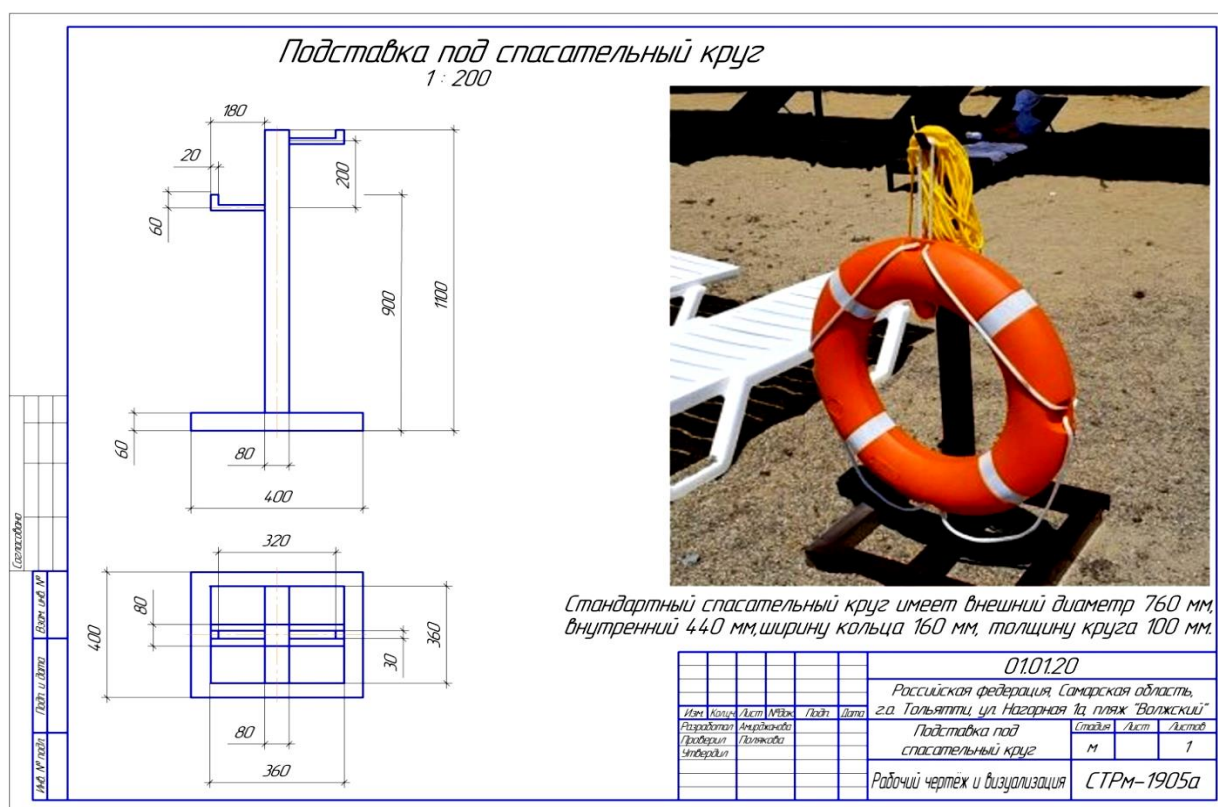 Подставка под спасательный круг
1 : 200
180
20
60
200
900
1100
60
80
400
320
80
400
30
360
80
360
Стандартный спасательный круг имеет внешний диаметр 760 мм,
внутренний 440 мм,ширину кольца 160 мм, толщину круга 100 мм.
Согласовано
Взам. инв. №
Подп. и дата
Инв. № подл.
01.01.20
Российская федерация, Самарская область,
г.о. Тольятти, ул. Нагорная 1а, пляж "Волжский"
Изм. Кол.уч Лист №док. Подп. Дата
Разработал Амирджанова
Проверил Полякова
Утвердил
Подставка под
спасательный круг
Стадия Лист Листов
м 1
Рабочий чертёж и визуализация
СТРм-1905а